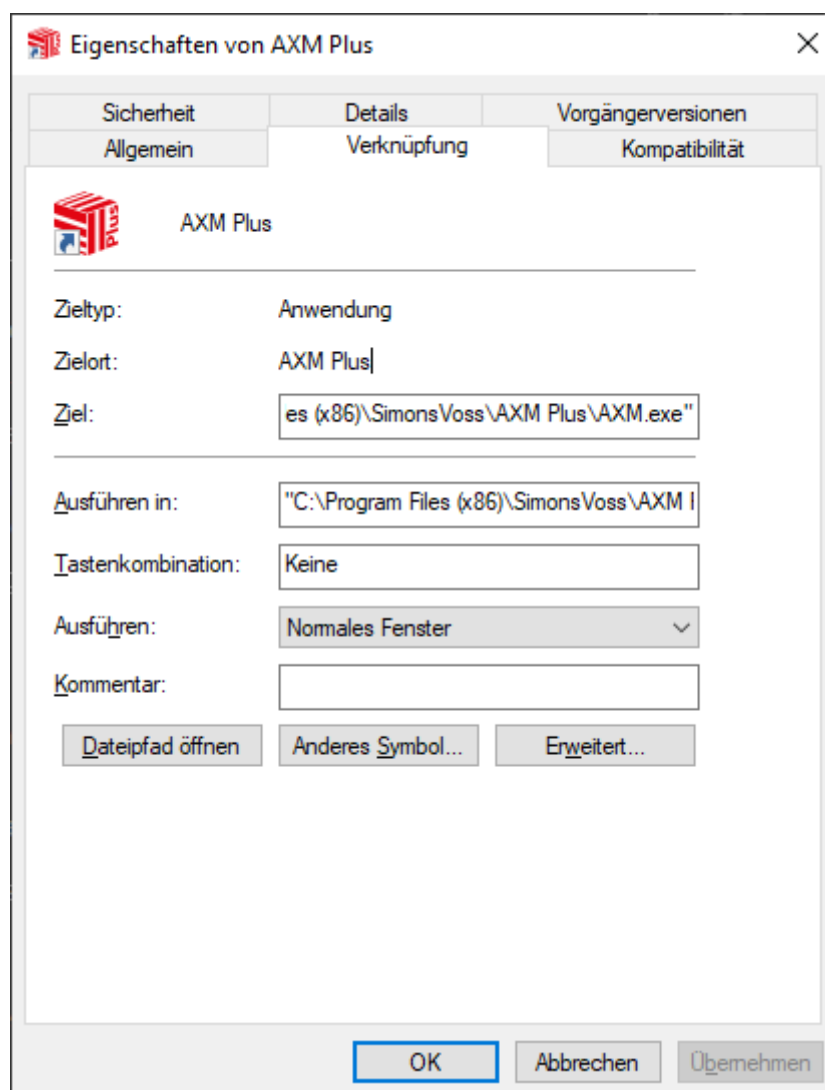 Eigenschaften von AXM Plus
Sicherheit Details Vorgängerversionen
Allgemein Verknüpfung Kompatibilität
Plus
AXM Plus
Zieltyp: Anwendung
Zielort: AXM Plus
Ziel: es (x86)\SimonsVoss\AXM Plus\AXM.exe"
Ausführen in: "C:\Program Files (x86)\SimonsVoss\AXM
Tastenkombination: Keine
Ausführen: Normales Fenster
Kommentar:
Dateipfad öffnen Anderes Symbol... Erweitert...
OK Abbrechen Übernehmen